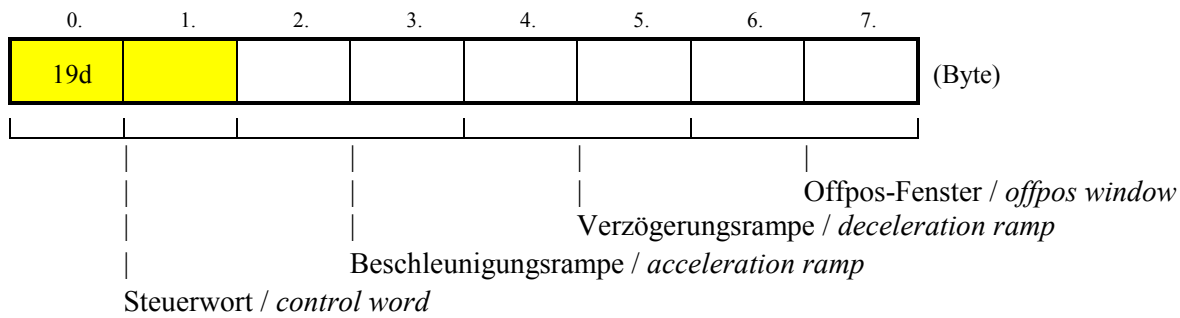 0. 1. 2. 3. 4. 5. 6. 7.
19d (Byte)
Offpos-Fenster / offpos window
Verzögerungsrampe / deceleration ramp
Beschleunigungsrampe / acceleration ramp
Steuerwort / control word